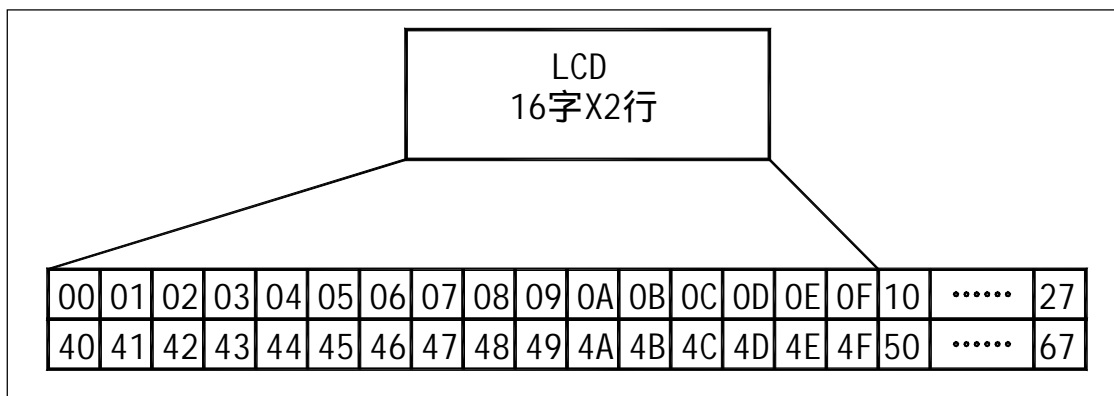 LCD
16字X2行
00 01 02 03 04 05 06 07 08 09 0A 0B 0C 0D 0E 0F 10 ...... 27
40 41 42 43 44 45 46 47 48 49 4A 4B 4C 4D 4E 4F 50 ...... 67